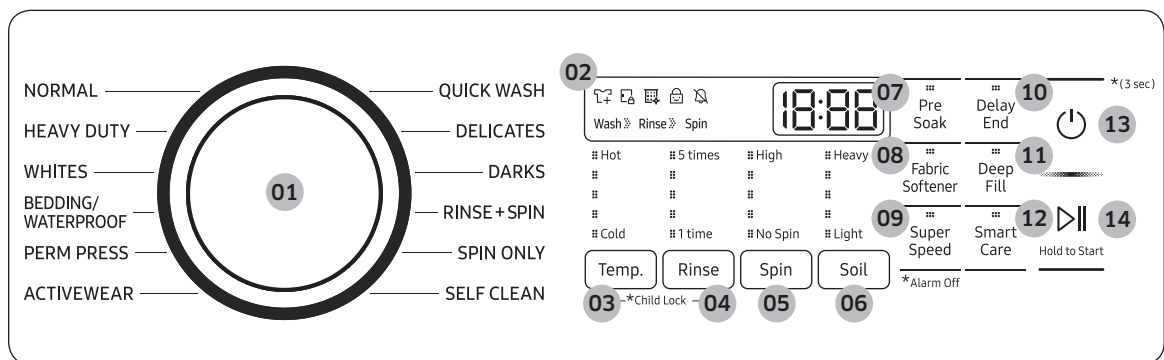 NORMAL
HEAVY DUTY
WHITES
BEDDING/
WATERPROOF
PERM PRESS
ACTIVEWEAR
01
QUICK WASH
DELICATES
DARKS
RINSE+SPIN
SPIN ONLY
SELF CLEAN
02
Wash Rinse Spin
18:88
Hot 5 times High Heavy
Cold 1 time No Spin Light
Temp. Rinse Spin Soil
03 *Child Lock 04 05 06
07
Pre
Soak
08
Fabric
Softener
09
Super
Speed
*Alarm Off
10
Delay
End
11
Deep
Fill
12
Smart
Care
*(3 sec)
13
14
Hold to Start